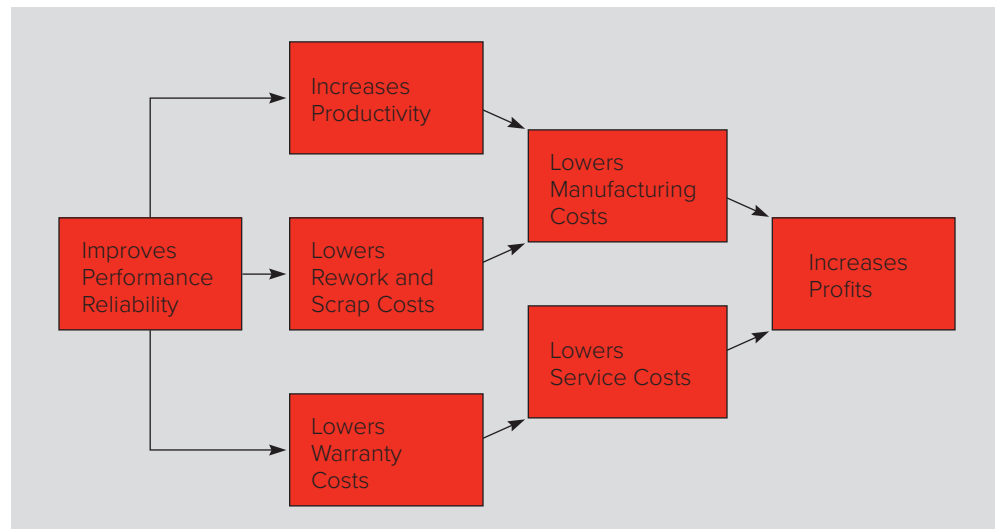 Increases
Productivity
Lowers
Manufacturing
Costs
Improves
Performance
Reliability
Lowers
Rework and
Scrap Costs
Increases
Profits
Lowers
Service Costs
Lowers
Warranty
Costs